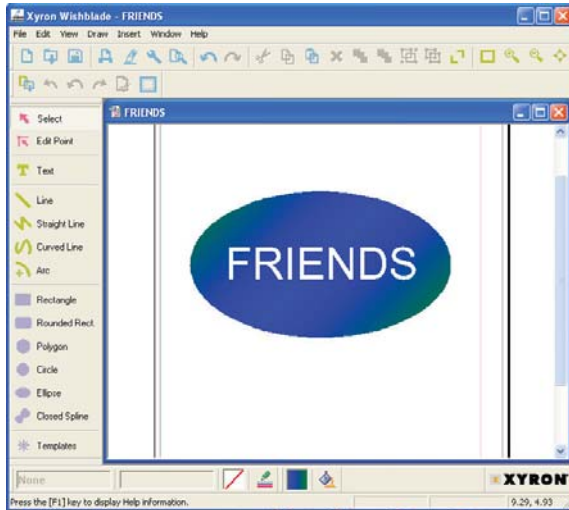 Xyron Wishblade - FRIENDS
File Edit View Draw Insert Window Help
FRIENDS
Select
Edit Point
Text
Line
Straight Line
Curved Line
Arc
Rectangle
Rounded Rect.
Polygon
Circle
Ellipse
Closed Spline
Templates
FRIENDS
None
XYRON
Press the [F1] key to display Help information.
9.29, 4.93